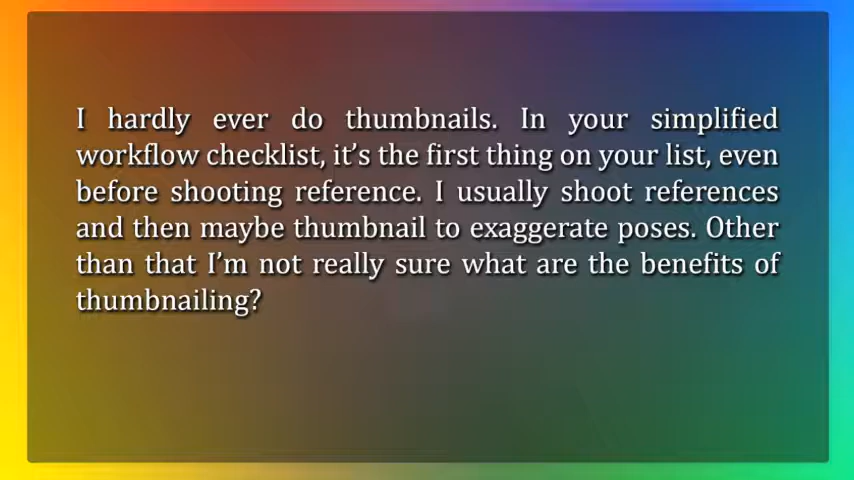 I hardly ever do thumbnails. In your simplified
workflow checklist, it’s the first thing on your list, even
before shooting reference. I usually shoot references
and then maybe thumbnail to exaggerate poses. Other
than that I’m not really sure what are the benefits of
thumbnailing?